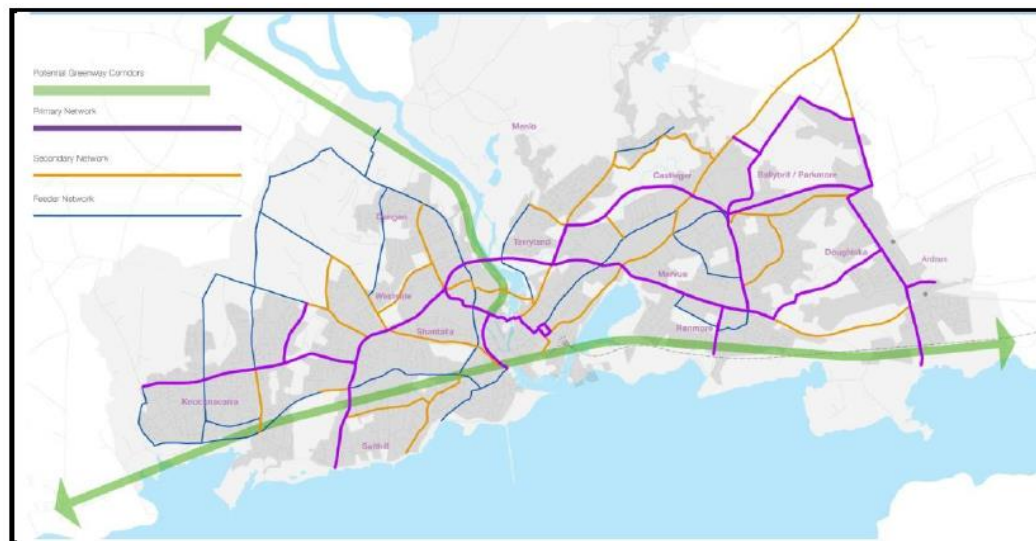 Potential Greenway Corridors
Primary Network
Secondary Network
Feeder Network
Menlo
Castlegar
Ballybrit / Parkmore
Dangan
Terryland
Doughiska
Ardaun
Mervue
Westside
Shantalla
Renmore
Knocknacarra
Salthill